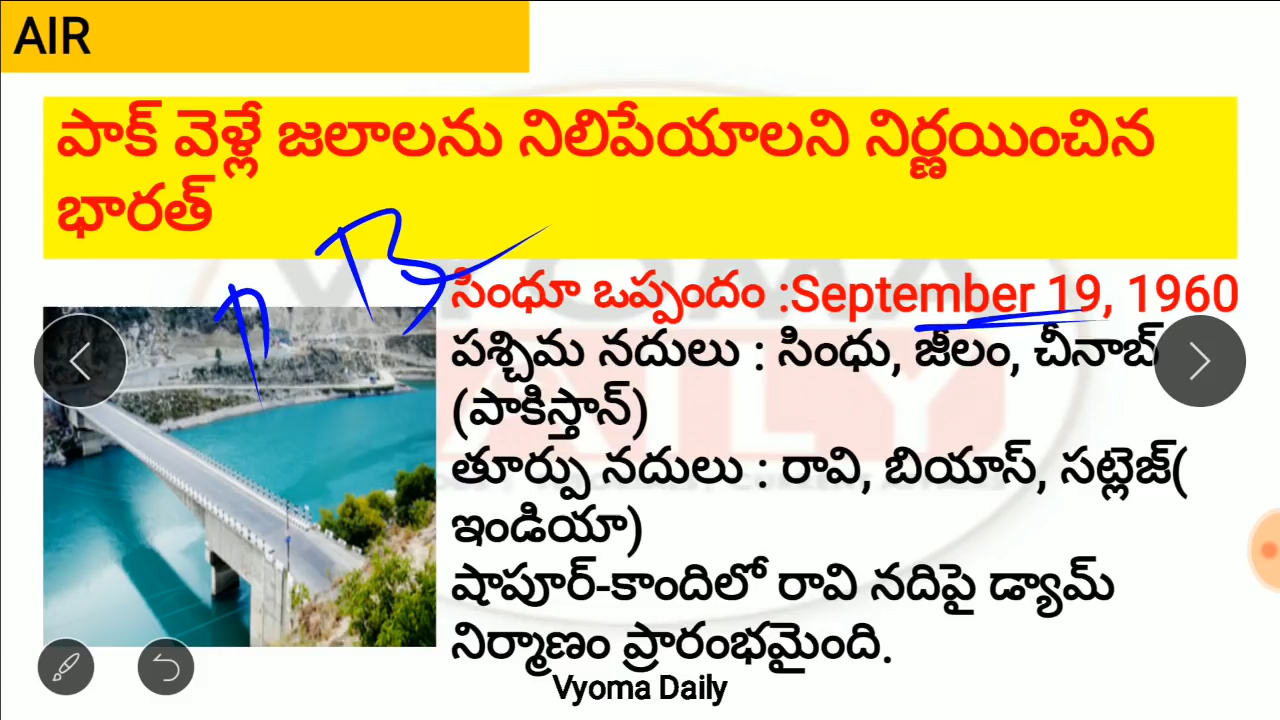 AIR
పాక్ వెళ్లే జలాలను నిలిపేయాలని నిర్ణయించిన
భారత్
సింధూ ఒప్పందం :September 19, 1960
పశ్చిమ నదులు : సింధు, జీలం, చీనాబ్
(పాకిస్తాన్)
తూర్పు నదులు : రావి, బియాస్, సట్లెజ్(
ఇండియా)
షాపూర్-కాందిలో రావి నదిపై డ్యామ్
నిర్మాణం ప్రారంభమైంది.
Vyoma Daily